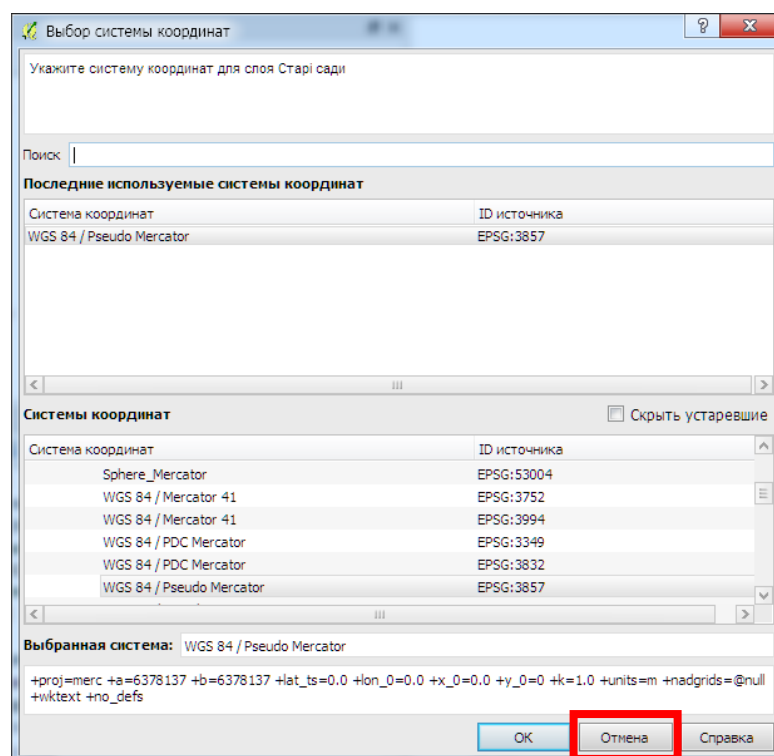 Выбор системы координат
Укажите систему координат для слоя Старі сади
Поиск
Последние используемые системы координат
Система координат ID источника
WGS 84 / Pseudo Mercator EPSG:3857
Системы координат Скрыть устаревшие
Система координат ID источника
Sphere_Mercator EPSG:53004
WGS 84 / Mercator 41 EPSG:3752
WGS 84 / Mercator 41 EPSG:3994
WGS 84 / PDC Mercator EPSG:3349
WGS 84 / PDC Mercator EPSG:3832
WGS 84 / Pseudo Mercator EPSG:3857
Выбранная система: WGS 84 / Pseudo Mercator
+proj=merc +a=6378137 +b=6378137 +lat_ts=0.0 +lon_0=0.0 +x_0=0.0 +y_0=0 +k=1.0 +units=m +nadgrids=@null
+wktext +no_defs
OK Отмена Справка